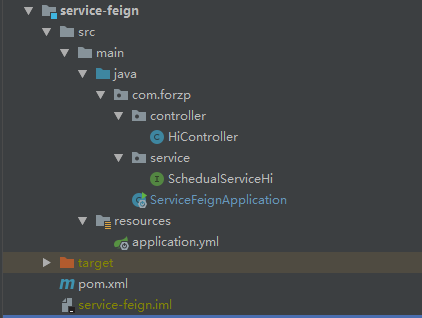 service-feign
src
main
java
com.forzp
controller
HiController
service
SchedualServiceHi
ServiceFeignApplication
resources
application.yml
target
pom.xml
service-feign.iml